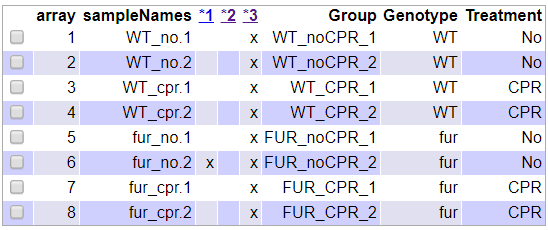 array sampleNames *1 *2 *3 Group Genotype Treatment
1 WT_no.1 x WT_noCPR_1 WT No
2 WT_no.2 x WT_noCPR_2 WT No
3 WT_cpr.1 x WT_CPR_1 WT CPR
4 WT_cpr.2 x WT_CPR_2 WT CPR
5 fur_no.1 x FUR_noCPR_1 fur No
6 fur_no.2 x x FUR_noCPR_2 fur No
7 fur_cpr.1 x FUR_CPR_1 fur CPR
8 fur_cpr.2 x FUR_CPR_2 fur CPR